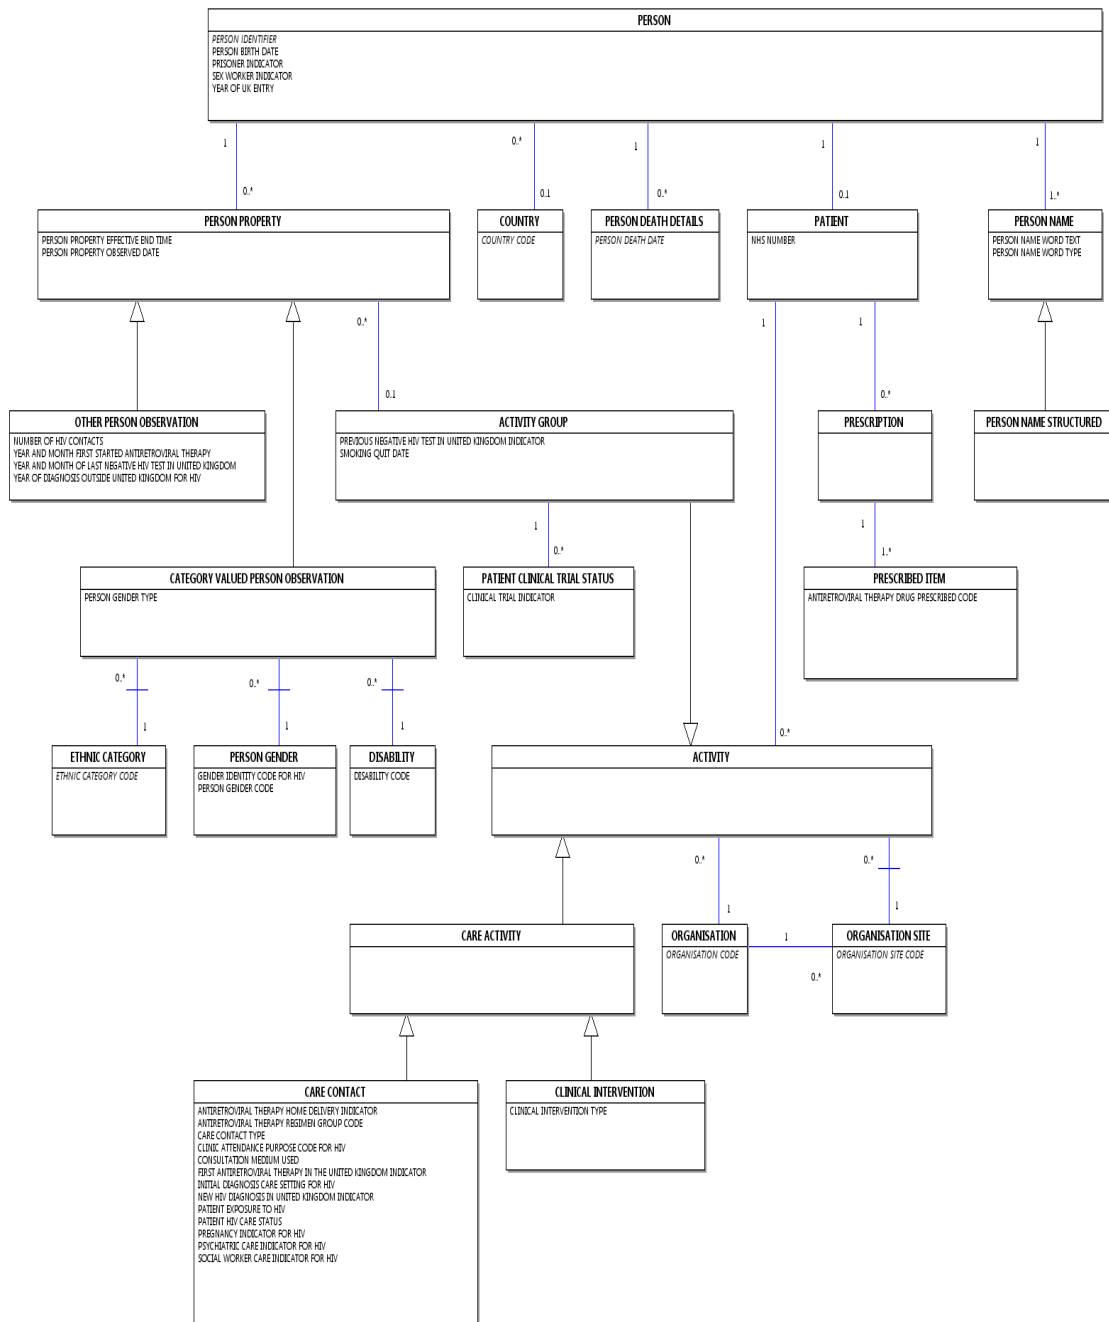 PERSON
PERSON IDENTIFIER
PERSON BIRTH DATE
PRISONER INDICATOR
SEX WORKER INDICATOR
YEAR OF UK ENTRY
1
0..*
0..*
0..1
1
0..*
1
0..1
1
1..*
PERSON PROPERTY
PERSON PROPERTY EFFECTIVE END TIME
PERSON PROPERTY OBSERVED DATE
COUNTRY
COUNTRY CODE
PERSON DEATH DETAILS
PERSON DEATH DATE
PATIENT
NHS NUMBER
PERSON NAME
PERSON NAME WORD TEXT
PERSON NAME WORD TYPE
0..*
0..1
1
1
0..*
OTHER PERSON OBSERVATION
NUMBER OF HIV CONTACTS
YEAR AND MONTH FIRST STARTED ANTIRETROVIRAL THERAPY
YEAR AND MONTH OF LAST NEGATIVE HIV TEST IN UNITED KINGDOM
YEAR OF DIAGNOSIS OUTSIDE UNITED KINGDOM FOR HIV
ACTIVITY GROUP
PREVIOUS NEGATIVE HIV TEST IN UNITED KINGDOM INDICATOR
SMOKING QUIT DATE
PRESCRIPTION
PERSON NAME STRUCTURED
1
0..*
1
1..*
CATEGORY VALUED PERSON OBSERVATION
PERSON GENDER TYPE
PATIENT CLINICAL TRIAL STATUS
CLINICAL TRIAL INDICATOR
PRESCRIBED ITEM
ANTIRETROVIRAL THERAPY DRUG PRESCRIBED CODE
0..*
1
0..*
1
0..*
1
0..*
ETHNIC CATEGORY
ETHNIC CATEGORY CODE
PERSON GENDER
GENDER IDENTITY CODE FOR HIV
PERSON GENDER CODE
DISABILITY
DISABILITY CODE
ACTIVITY
0..*
1
0..*
1
CARE ACTIVITY
ORGANISATION
ORGANISATION CODE
1
0..*
ORGANISATION SITE
ORGANISATION SITE CODE
CARE CONTACT
ANTIRETROVIRAL THERAPY HOME DELIVERY INDICATOR
ANTIRETROVIRAL THERAPY REGIMEN GROUP CODE
CARE CONTACT TYPE
CLINIC ATTENDANCE PURPOSE CODE FOR HIV
CONSULTATION MEDIUM USED
FIRST ANTIRETROVIRAL THERAPY IN THE UNITED KINGDOM INDICATOR
INITIAL DIAGNOSIS CARE SETTING FOR HIV
NEW HIV DIAGNOSIS IN UNITED KINGDOM INDICATOR
PATIENT EXPOSURE TO HIV
PATIENT HIV CARE STATUS
PREGNANCY INDICATOR FOR HIV
PSYCHIATRIC CARE INDICATOR FOR HIV
SOCIAL WORKER CARE INDICATOR FOR HIV
CLINICAL INTERVENTION
CLINICAL INTERVENTION TYPE